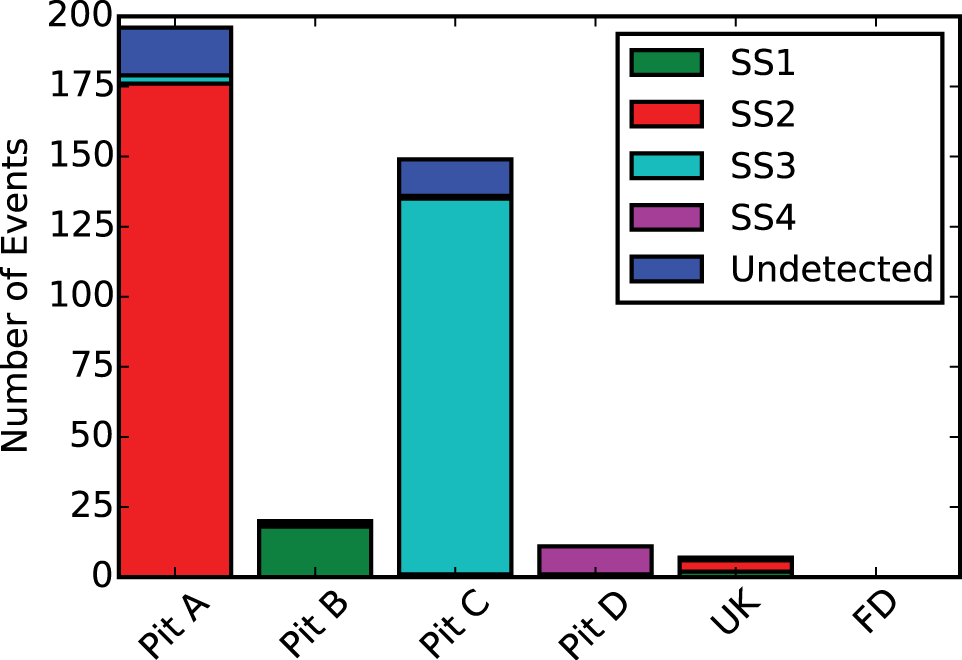 200
175
150
125
100
75
50
25
0
Number of Events
Pit A
Pit B
Pit C
Pit D
UK
FD
SS1
SS2
SS3
SS4
Undetected